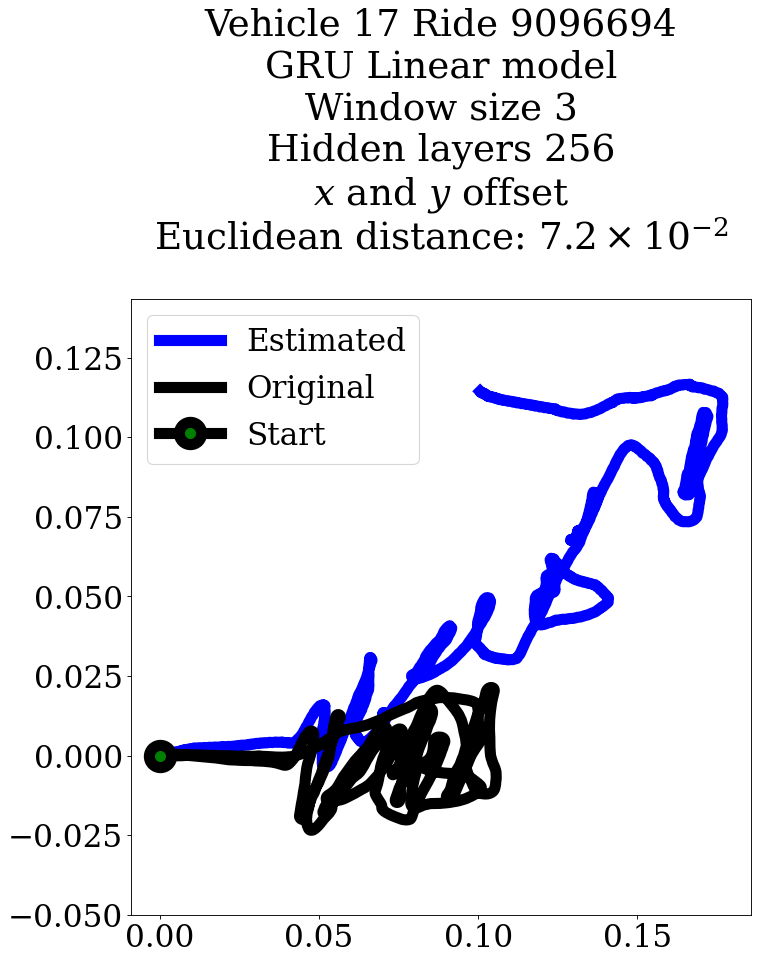 Vehicle 17 Ride 9096694
GRU Linear model
Window size 3
Hidden layers 256
x and y offset
Euclidean distance: 7.2 × 10⁻²
Estimated
Original
Start
0.125
0.100
0.075
0.050
0.025
0.000
−0.025
−0.050
0.00 0.05 0.10 0.15